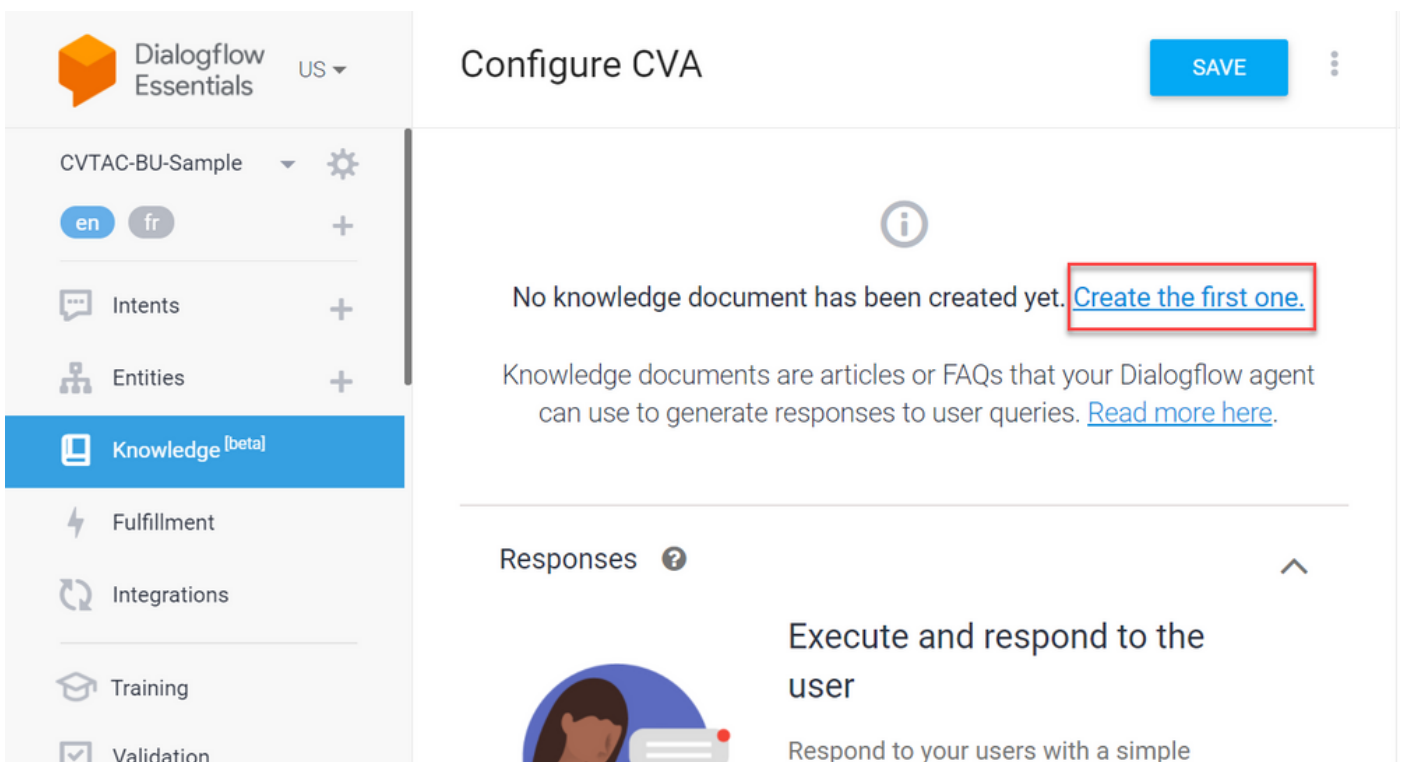 Dialogflow
Essentials
US
CVTAC-BU-Sample
en
fr
Intents
Entities
Knowledge [beta]
Fulfillment
Integrations
Training
Validation
Configure CVA
SAVE
No knowledge document has been created yet. Create the first one.
Knowledge documents are articles or FAQs that your Dialogflow agent
can use to generate responses to user queries. Read more here.
Responses
Execute and respond to the
user
Respond to your users with a simple